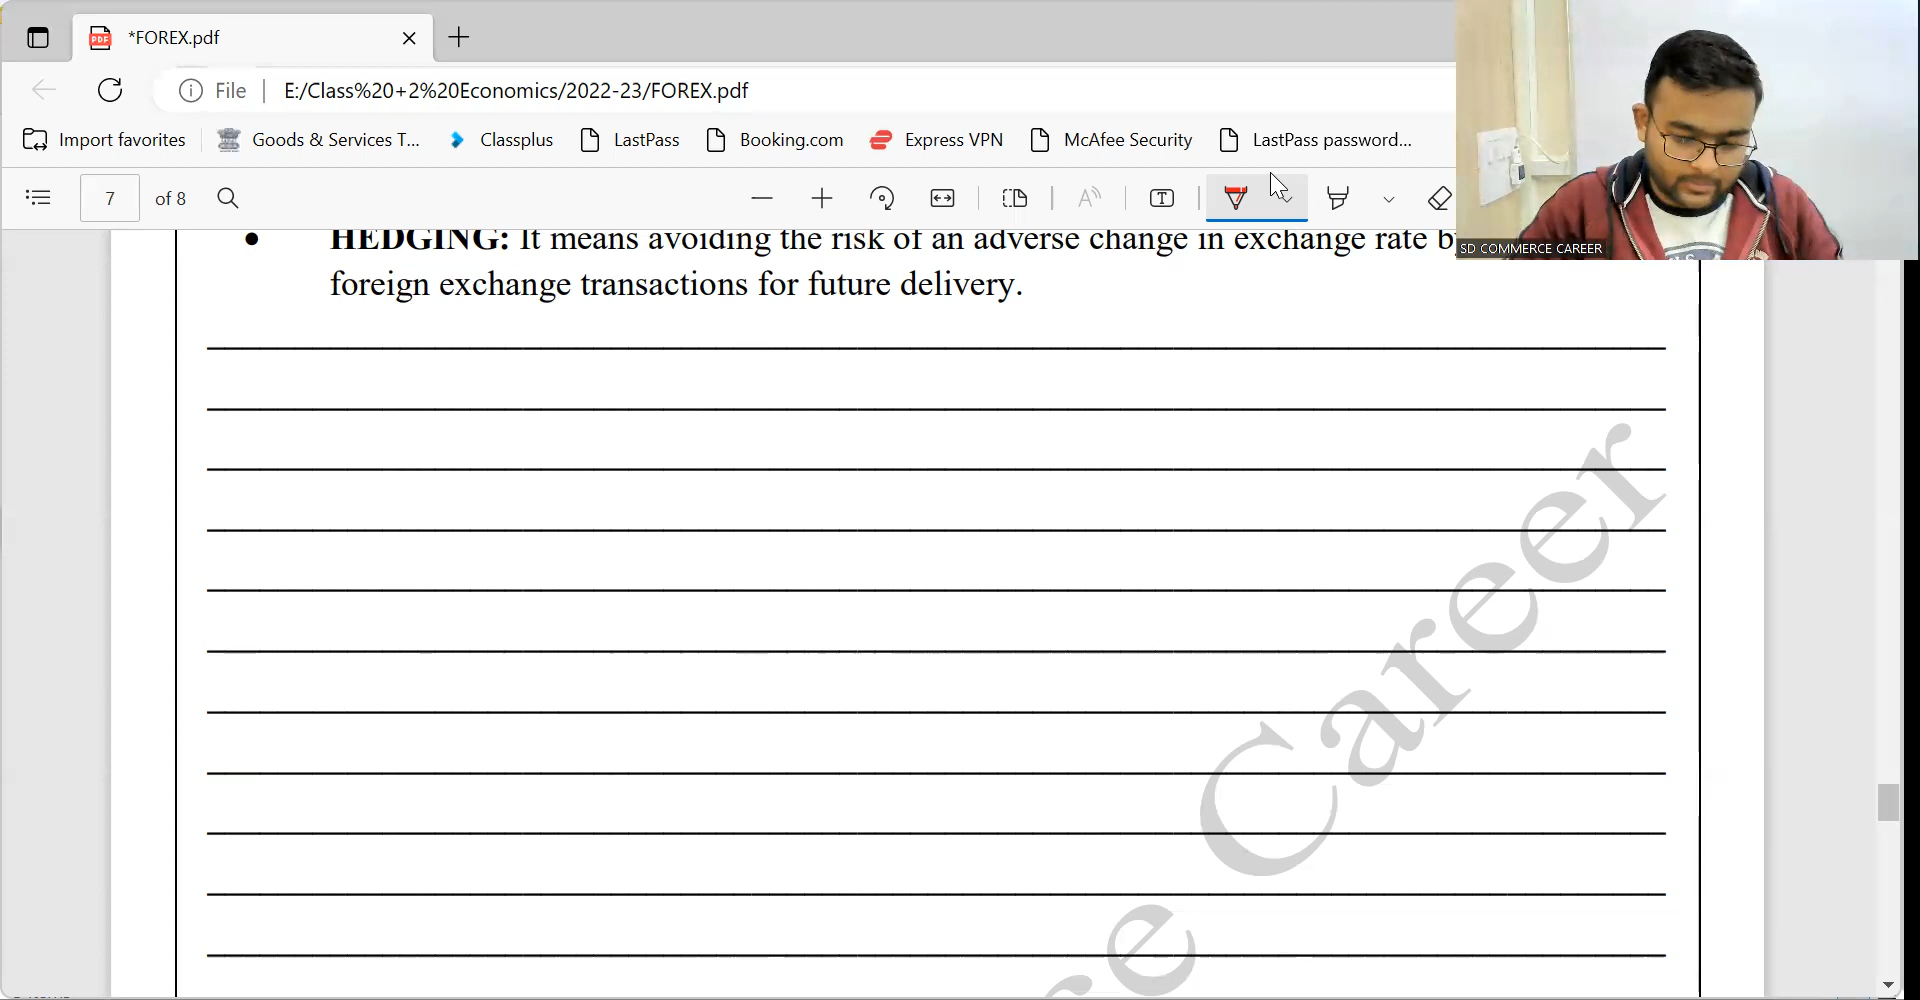 *FOREX.pdf
File
E:/Class%20+2%20Economics/2022-23/FOREX.pdf
Import favorites
Goods & Services T...
Classplus
LastPass
Booking.com
Express VPN
McAfee Security
LastPass password...
7 of 8
SD COMMERCE CAREER
• HEDGING: It means avoiding the risk of an adverse change in exchange rate
foreign exchange transactions for future delivery.
Career